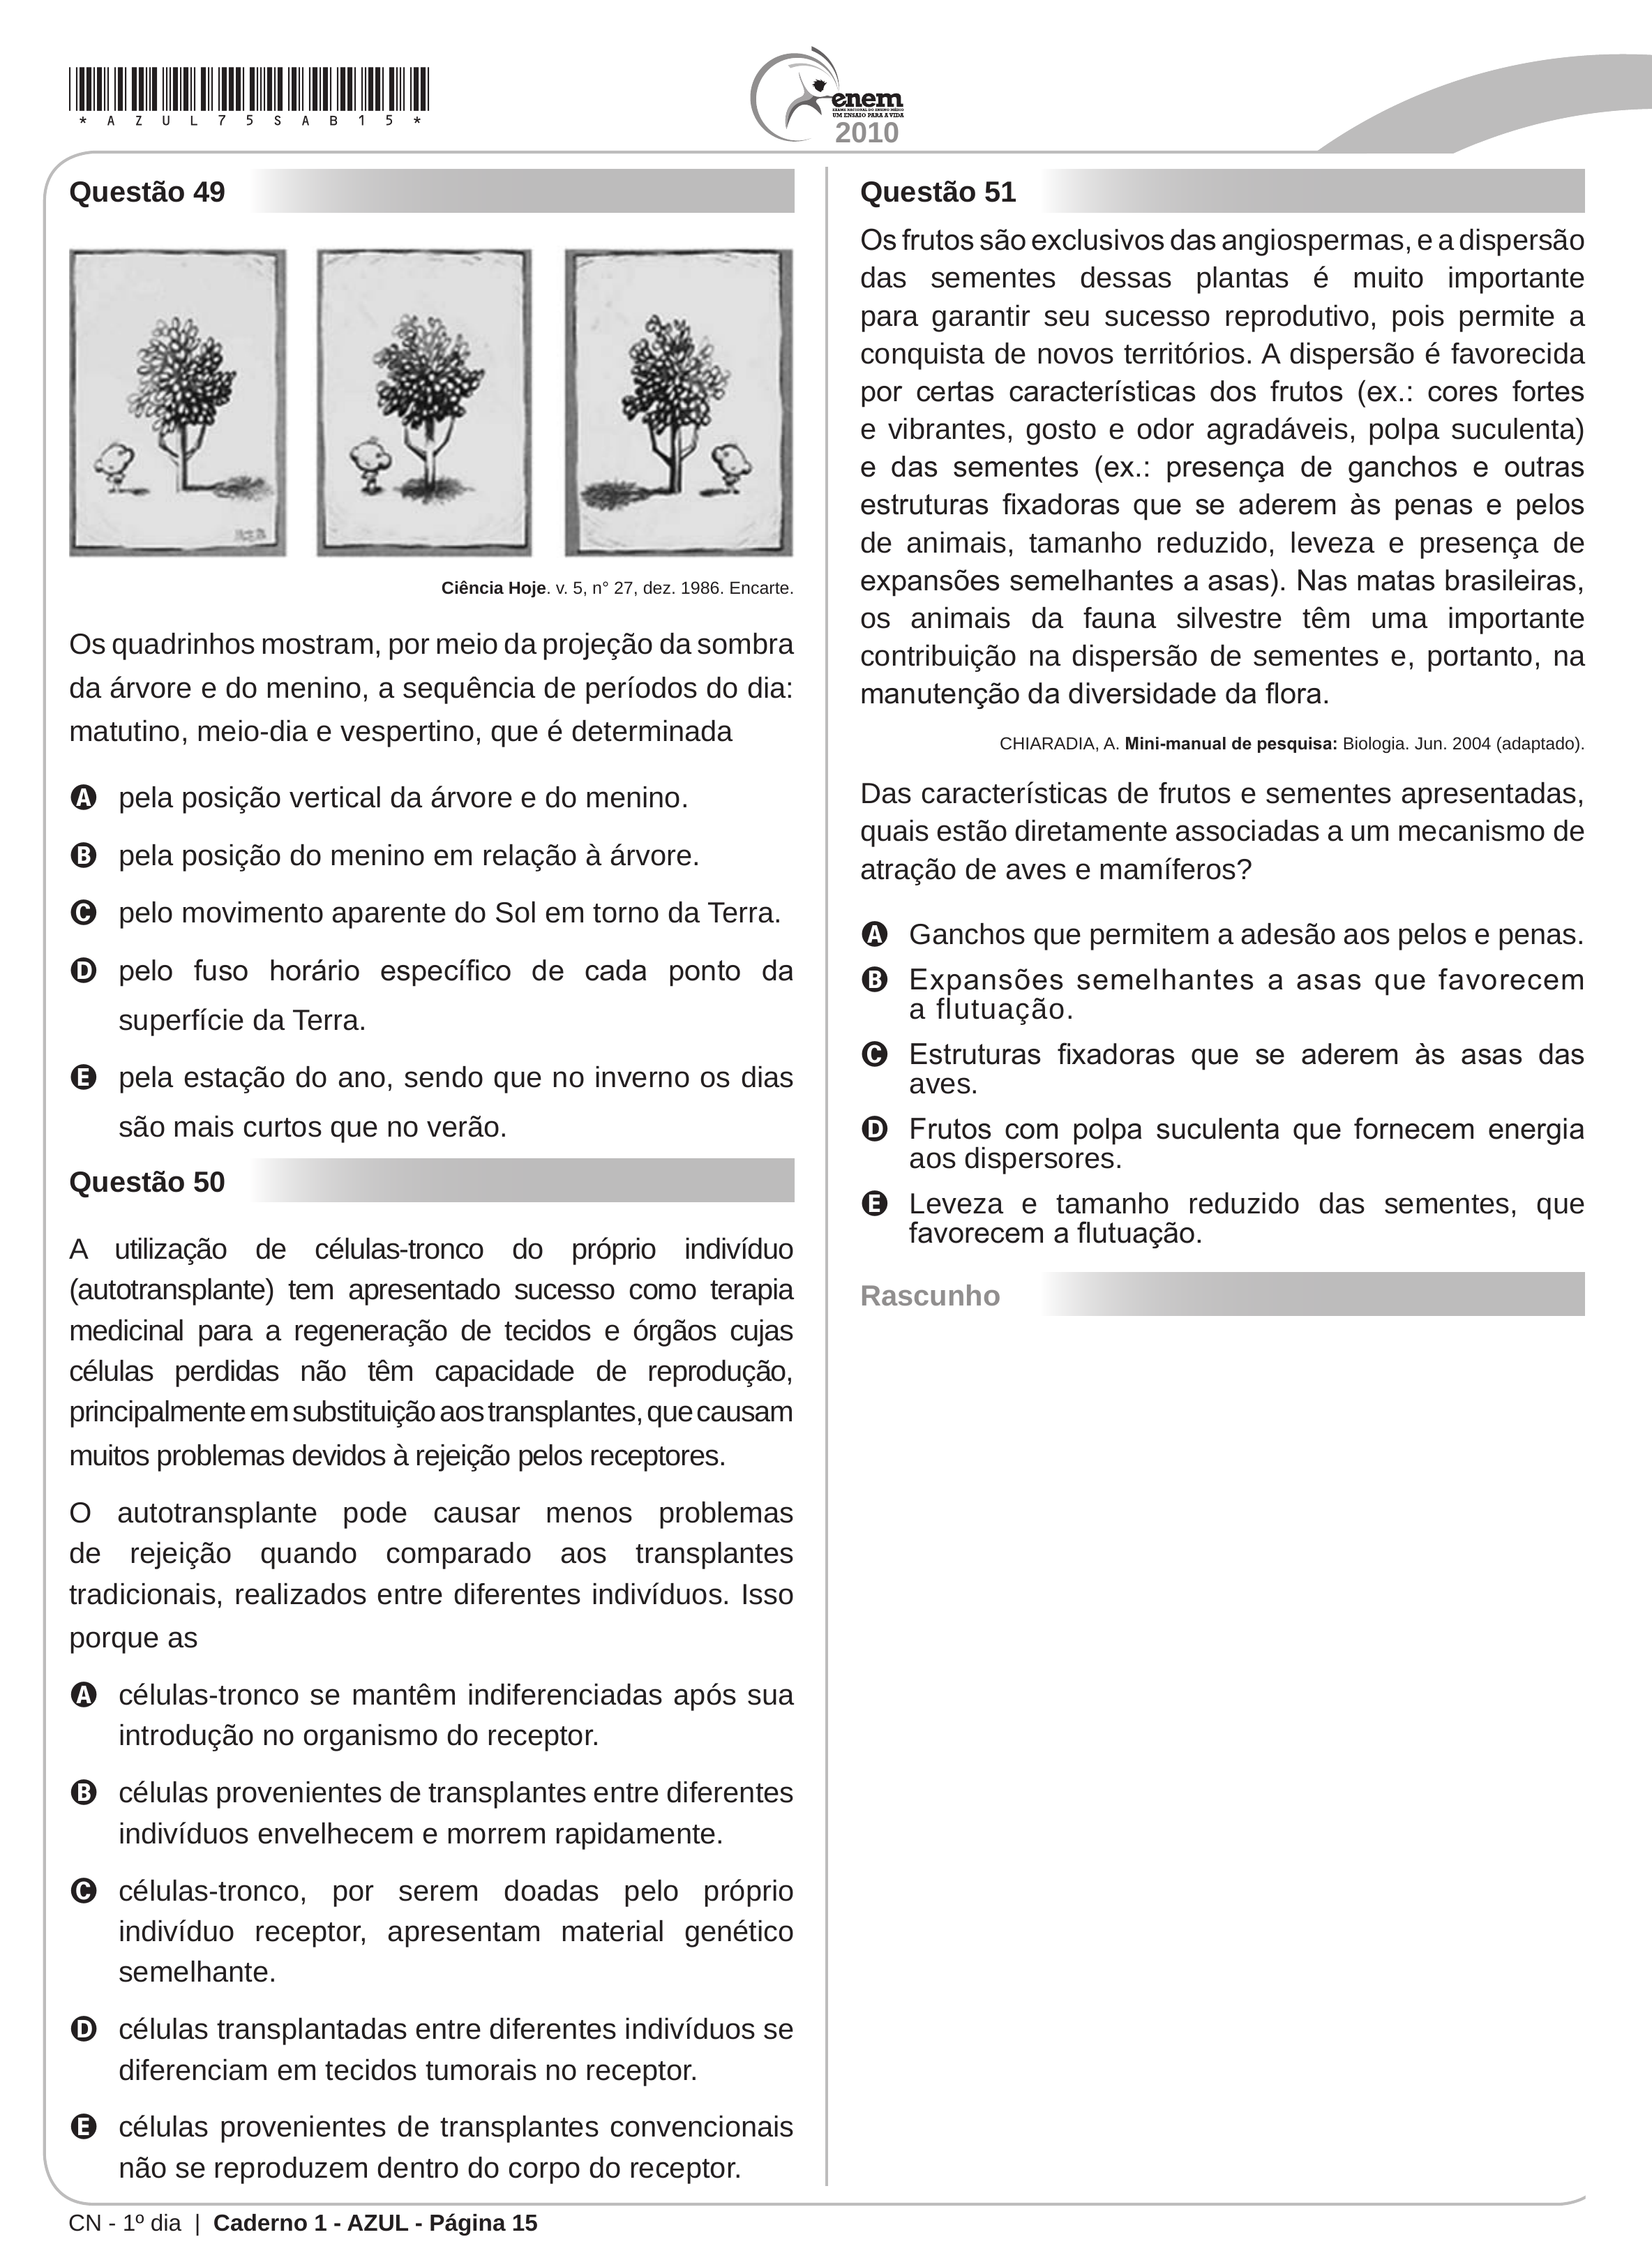 * A Z U L 7 5 S A B 1 5 *
enem
EXAME NACIONAL DO ENSINO MÉDIO
UM ENSAIO PARA A VIDA
2010
Questão 49
Ciência Hoje. v. 5, n° 27, dez. 1986. Encarte.
Os quadrinhos mostram, por meio da projeção da sombra
da árvore e do menino, a sequência de períodos do dia:
matutino, meio-dia e vespertino, que é determinada
A pela posição vertical da árvore e do menino.
B pela posição do menino em relação à árvore.
C pelo movimento aparente do Sol em torno da Terra.
D pelo fuso horário específico de cada ponto da
superfície da Terra.
E pela estação do ano, sendo que no inverno os dias
são mais curtos que no verão.
Questão 50
A utilização de células-tronco do próprio indivíduo
(autotransplante) tem apresentado sucesso como terapia
medicinal para a regeneração de tecidos e órgãos cujas
células perdidas não têm capacidade de reprodução,
principalmente em substituição aos transplantes, que causam
muitos problemas devidos à rejeição pelos receptores.
O autotransplante pode causar menos problemas
de rejeição quando comparado aos transplantes
tradicionais, realizados entre diferentes indivíduos. Isso
porque as
A células-tronco se mantêm indiferenciadas após sua
introdução no organismo do receptor.
B células provenientes de transplantes entre diferentes
indivíduos envelhecem e morrem rapidamente.
C células-tronco, por serem doadas pelo próprio
indivíduo receptor, apresentam material genético
semelhante.
D células transplantadas entre diferentes indivíduos se
diferenciam em tecidos tumorais no receptor.
E células provenientes de transplantes convencionais
não se reproduzem dentro do corpo do receptor.
Questão 51
Os frutos são exclusivos das angiospermas, e a dispersão
das sementes dessas plantas é muito importante
para garantir seu sucesso reprodutivo, pois permite a
conquista de novos territórios. A dispersão é favorecida
por certas características dos frutos (ex.: cores fortes
e vibrantes, gosto e odor agradáveis, polpa suculenta)
e das sementes (ex.: presença de ganchos e outras
estruturas fixadoras que se aderem às penas e pelos
de animais, tamanho reduzido, leveza e presença de
expansões semelhantes a asas). Nas matas brasileiras,
os animais da fauna silvestre têm uma importante
contribuição na dispersão de sementes e, portanto, na
manutenção da diversidade da flora.
CHIARADIA, A. Mini-manual de pesquisa: Biologia. Jun. 2004 (adaptado).
Das características de frutos e sementes apresentadas,
quais estão diretamente associadas a um mecanismo de
atração de aves e mamíferos?
A Ganchos que permitem a adesão aos pelos e penas.
B Expansões semelhantes a asas que favorecem
a flutuação.
C Estruturas fixadoras que se aderem às asas das
aves.
D Frutos com polpa suculenta que fornecem energia
aos dispersores.
E Leveza e tamanho reduzido das sementes, que
favorecem a flutuação.
Rascunho
CN - 1º dia | Caderno 1 - AZUL - Página 15